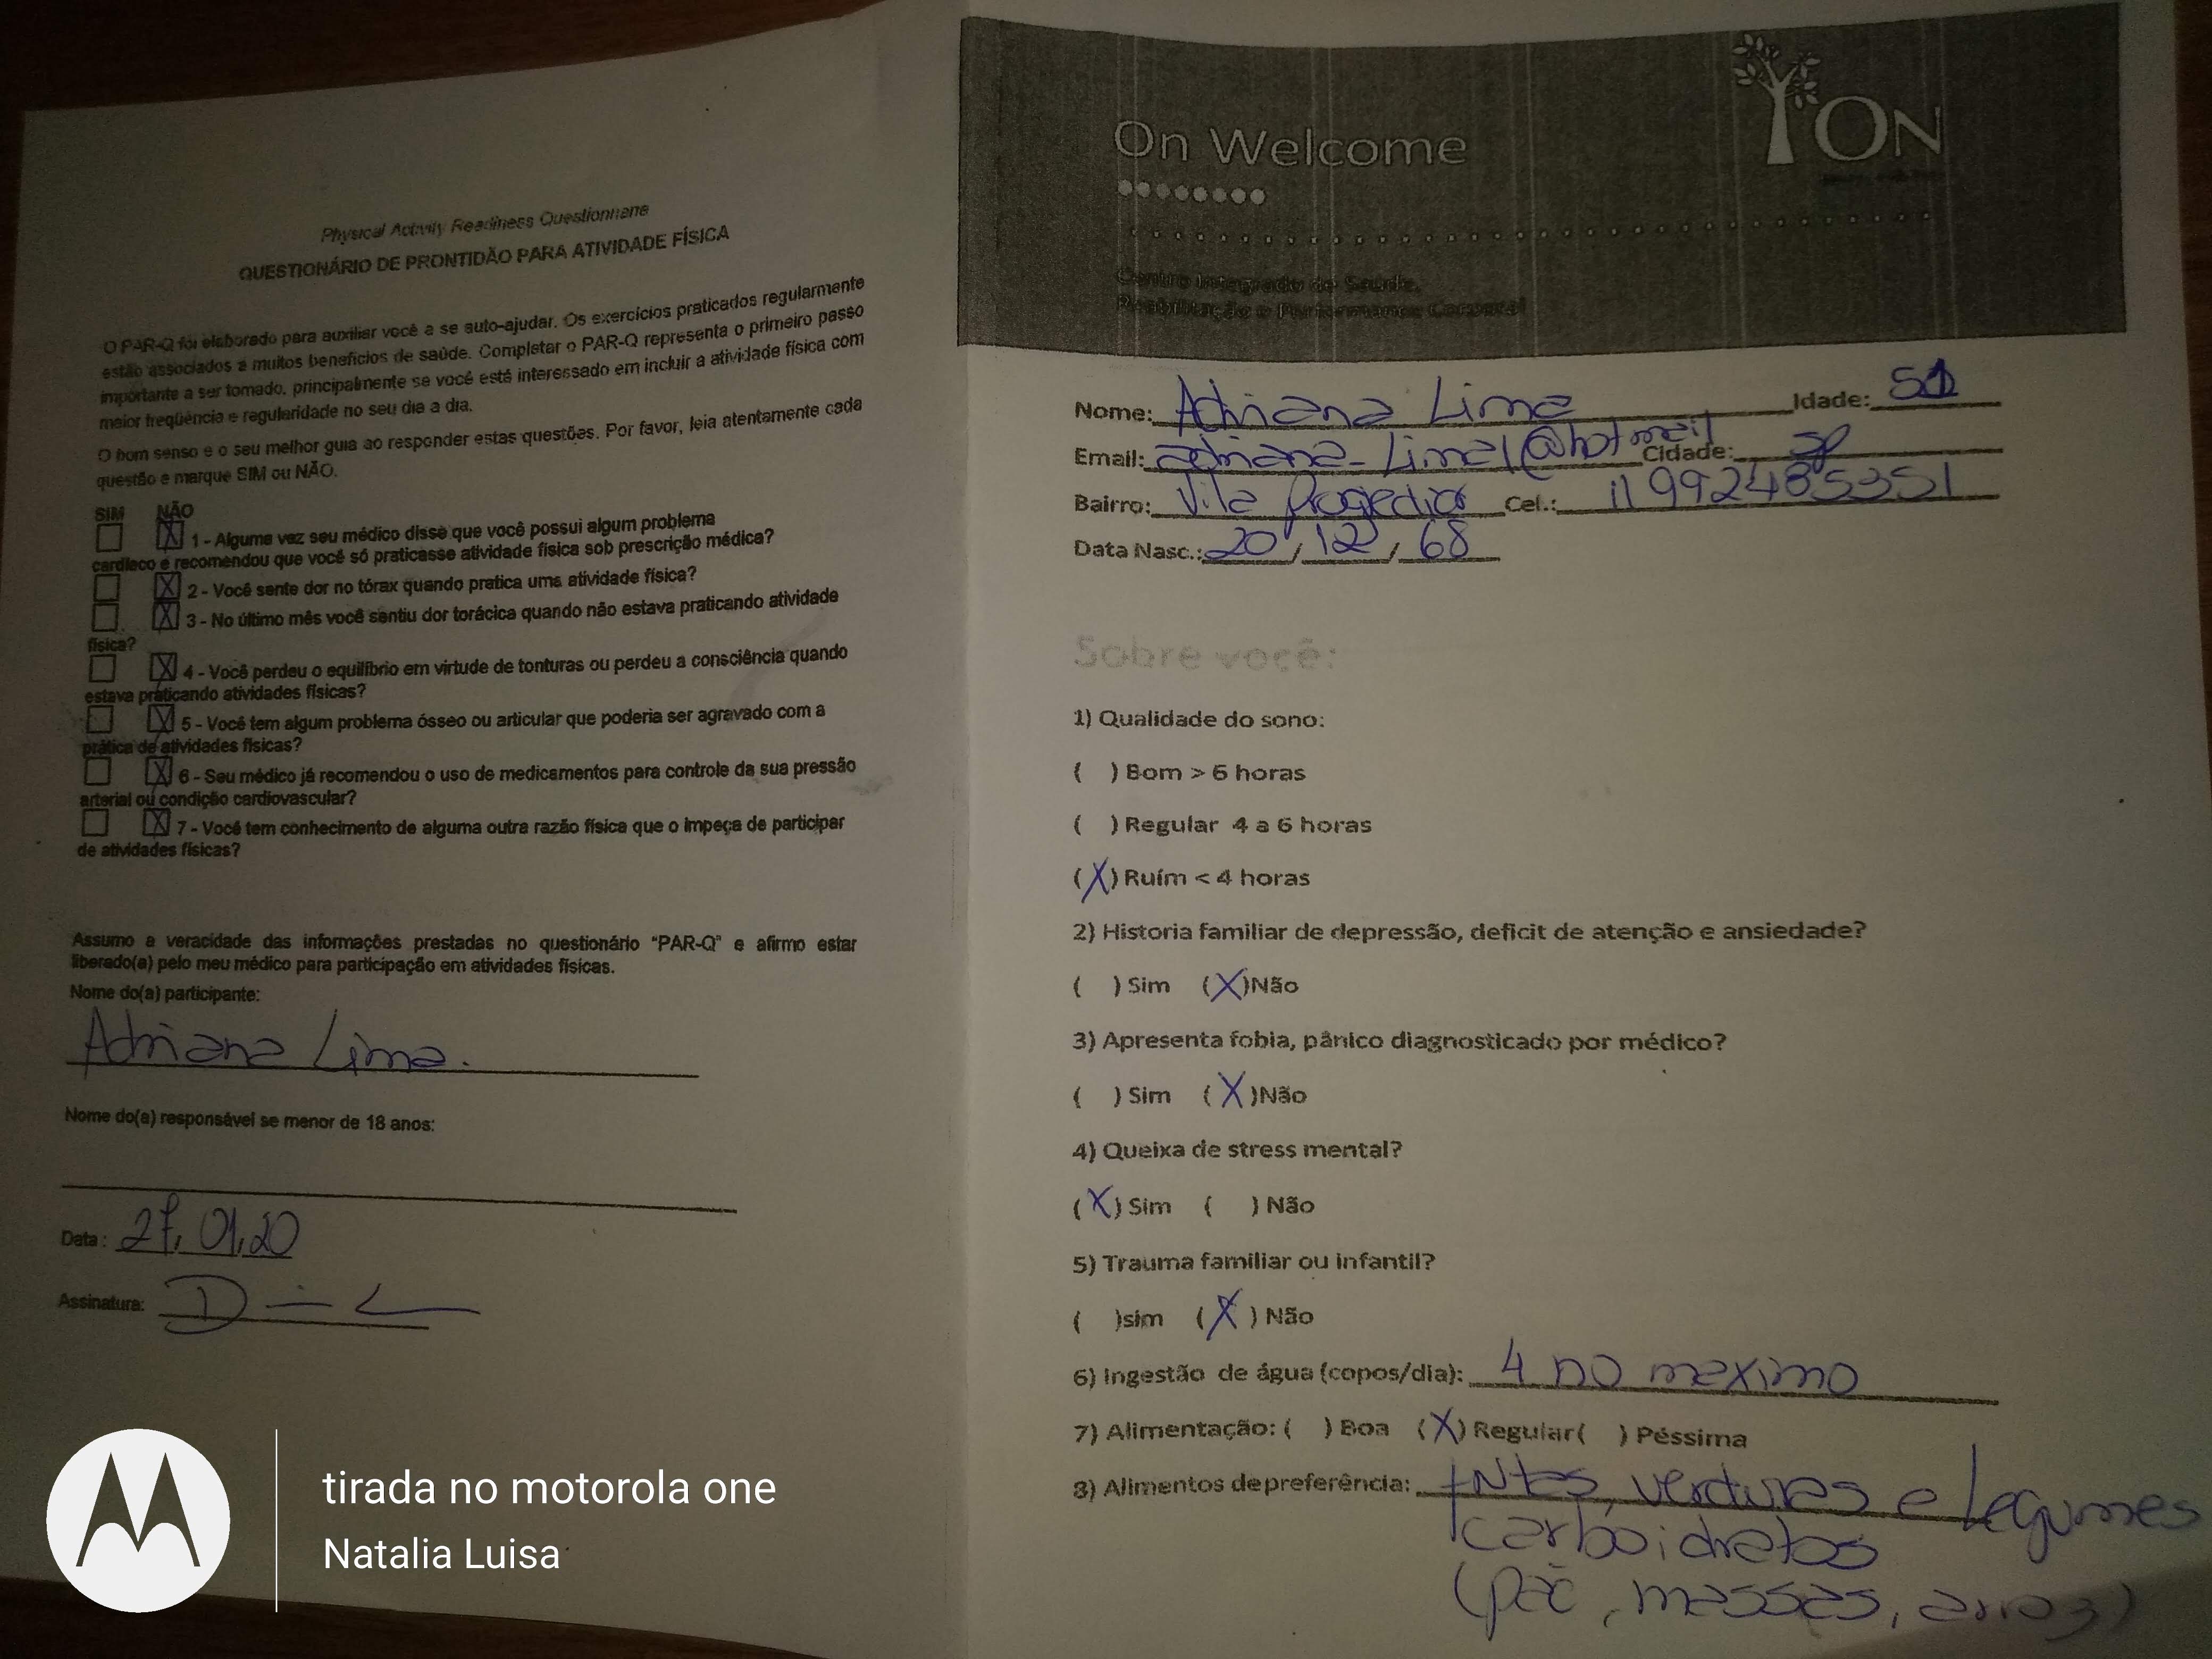 Physical Activity Readiness Questionnaire
QUESTIONÁRIO DE PRONTIDÃO PARA ATIVIDADE FÍSICA
O PAR-Q foi elaborado para auxiliar você a se auto-ajudar. Os exercícios praticados regularmente
estão associados a muitos benefícios de saúde. Completar o PAR-Q representa o primeiro passo
importante a ser tomado, principalmente se você está interessado em incluir a atividade física com
maior freqüência e regularidade no seu dia a dia.
O bom senso e o seu melhor guia ao responder estas questões. Por favor, leia atentamente cada
questão e marque SIM ou NÃO.
SIM NÃO
X 1 - Alguma vez seu médico disse que você possui algum problema
cardíaco e recomendou que você só praticasse atividade física sob prescrição médica?
X 2 - Você sente dor no tórax quando pratica uma atividade física?
X 3 - No último mês você sentiu dor torácica quando não estava praticando atividade
física?
X 4 - Você perdeu o equilíbrio em virtude de tonturas ou perdeu a consciência quando
estava praticando atividades físicas?
X 5 - Você tem algum problema ósseo ou articular que poderia ser agravado com a
prática de atividades físicas?
X 6 - Seu médico já recomendou o uso de medicamentos para controle da sua pressão
arterial ou condição cardiovascular?
X 7 - Você tem conhecimento de alguma outra razão física que o impeça de participar
de atividades físicas?
Assumo a veracidade das informações prestadas no questionário "PAR-Q" e afirmo estar
liberado(a) pelo meu médico para participação em atividades físicas.
Nome do(a) participante:
Adriana Lima.
Nome do(a) responsável se menor de 18 anos:
Data: 27,01,20
Assinatura:
tirada no motorola one
Natalia Luisa
On Welcome
ON
Centro Integrado de Saúde,
Reabilitação e Performance Corporal
Nome: Adriana Lima Idade: 51
Email: adriana_Lima1@hotmail Cidade: SP
Bairro: Vila Progredior Cel.: 11 992485351
Data Nasc.: 20/12/68
Sobre você:
1) Qualidade do sono:
( ) Bom > 6 horas
( ) Regular 4 a 6 horas
(X) Ruím < 4 horas
2) Historia familiar de depressão, deficit de atenção e ansiedade?
( ) Sim (X)Não
3) Apresenta fobia, pânico diagnosticado por médico?
( ) Sim (X)Não
4) Queixa de stress mental?
(X) Sim ( ) Não
5) Trauma familiar ou infantil?
( )sim (X) Não
6) Ingestão de água (copos/dia): 4 no maximo
7) Alimentação: ( ) Boa (X) Regular( ) Péssima
8) Alimentos de preferência: frutas, verduras e Legumes
carboidratos
(pão, massas, arroz)